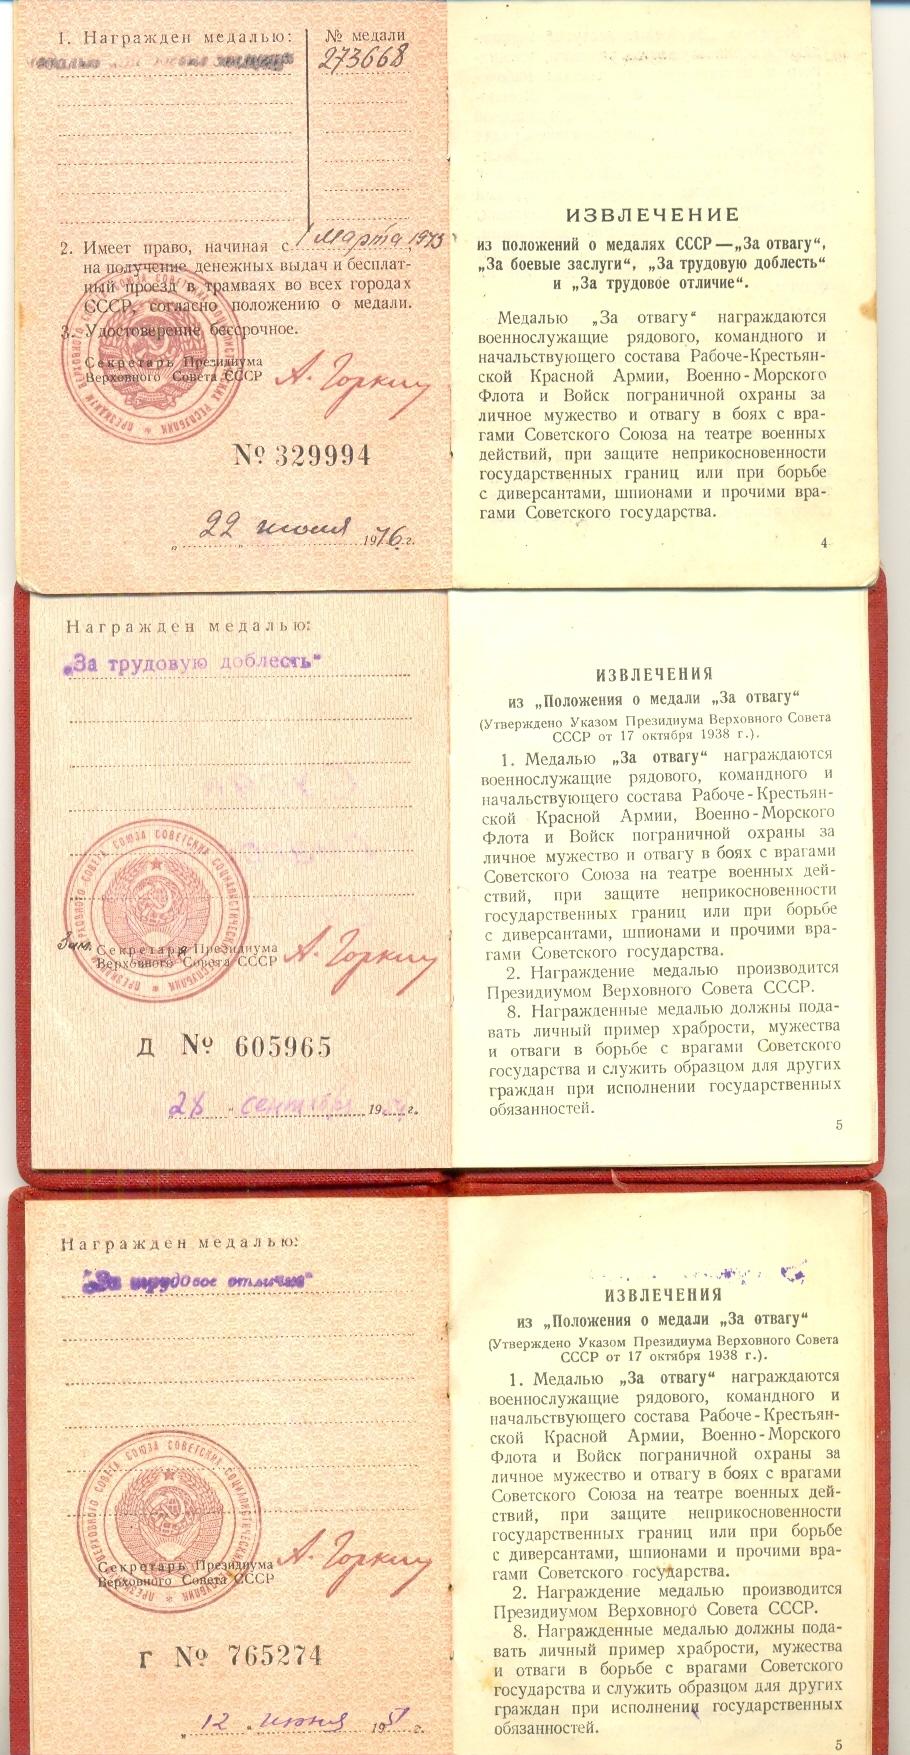 1. Награжден медалью:
№ медали
273668
2. Имеет право, начиная с 1 марта 1943,
на получение денежных выдач и бесплат-
ный проезд в трамваях во всех городах
СССР, согласно положению о медали.
3. Удостоверение бессрочное.
Секретарь Президиума
Верховного Совета СССР
А. Горкин
№ 329994
„22" июля 1946 г.
ИЗВЛЕЧЕНИЕ
из положений о медалях СССР—„За отвагу",
„За боевые заслуги", „За трудовую доблесть"
и „За трудовое отличие".
Медалью „За отвагу" награждаются
военнослужащие рядового, командного и
начальствующего состава Рабоче-Крестьян-
ской Красной Армии, Военно-Морского
Флота и Войск пограничной охраны за
личное мужество и отвагу в боях с вра-
гами Советского Союза на театре военных
действий, при защите неприкосновенности
государственных границ или при борьбе
с диверсантами, шпионами и прочими вра-
гами Советского государства.
4
Награжден медалью:
„За трудовую доблесть"
Зам. Секретаря Президиума
Верховного Совета СССР
А. Горкин
Д № 605965
„28" сентября 19 г.
ИЗВЛЕЧЕНИЯ
из „Положения о медали „За отвагу"
(Утверждено Указом Президиума Верховного Совета
СССР от 17 октября 1938 г.).
1. Медалью „За отвагу" награждаются
военнослужащие рядового, командного и
начальствующего состава Рабоче-Крестьян-
ской Красной Армии, Военно-Морского
Флота и Войск пограничной охраны за
личное мужество и отвагу в боях с врагами
Советского Союза на театре военных дей-
ствий, при защите неприкосновенности
государственных границ или при борьбе
с диверсантами, шпионами и прочими вра-
гами Советского государства.
2. Награждение медалью производится
Президиумом Верховного Совета СССР.
8. Награжденные медалью должны пода-
вать личный пример храбрости, мужества
и отваги в борьбе с врагами Советского
государства и служить образцом для других
граждан при исполнении государственных
обязанностей.
5
Награжден медалью:
„За трудовое отличие"
Секретарь Президиума
Верховного Совета СССР
А. Горкин
Г № 765274
„12" июня 1951 г.
ИЗВЛЕЧЕНИЯ
из „Положения о медали „За отвагу"
(Утверждено Указом Президиума Верховного Совета
СССР от 17 октября 1938 г.).
1. Медалью „За отвагу" награждаются
военнослужащие рядового, командного и
начальствующего состава Рабоче-Крестьян-
ской Красной Армии, Военно-Морского
Флота и Войск пограничной охраны за
личное мужество и отвагу в боях с врагами
Советского Союза на театре военных дей-
ствий, при защите неприкосновенности
государственных границ или при борьбе
с диверсантами, шпионами и прочими вра-
гами Советского государства.
2. Награждение медалью производится
Президиумом Верховного Совета СССР.
8. Награжденные медалью должны пода-
вать личный пример храбрости, мужества
и отваги в борьбе с врагами Советского
государства и служить образцом для других
граждан при исполнении государственных
обязанностей.
5